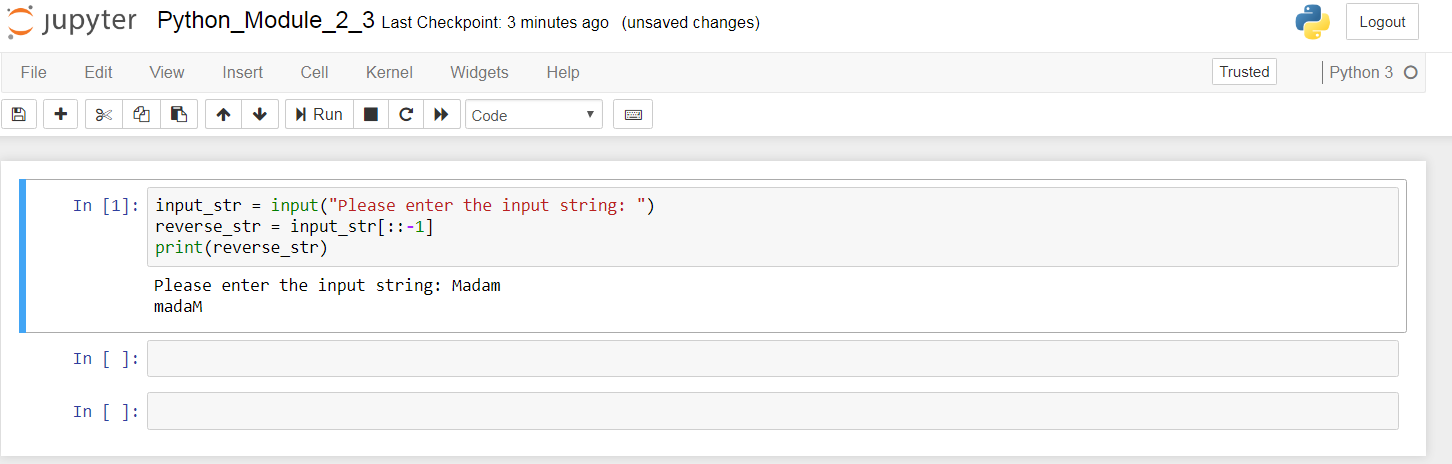 jupyter Python_Module_2_3 Last Checkpoint: 3 minutes ago (unsaved changes) Logout
File Edit View Insert Cell Kernel Widgets Help Trusted Python 3
Run Code
In [1]: input_str = input("Please enter the input string: ")
reverse_str = input_str[::-1]
print(reverse_str)
Please enter the input string: Madam
madaM
In [ ]:
In [ ]: